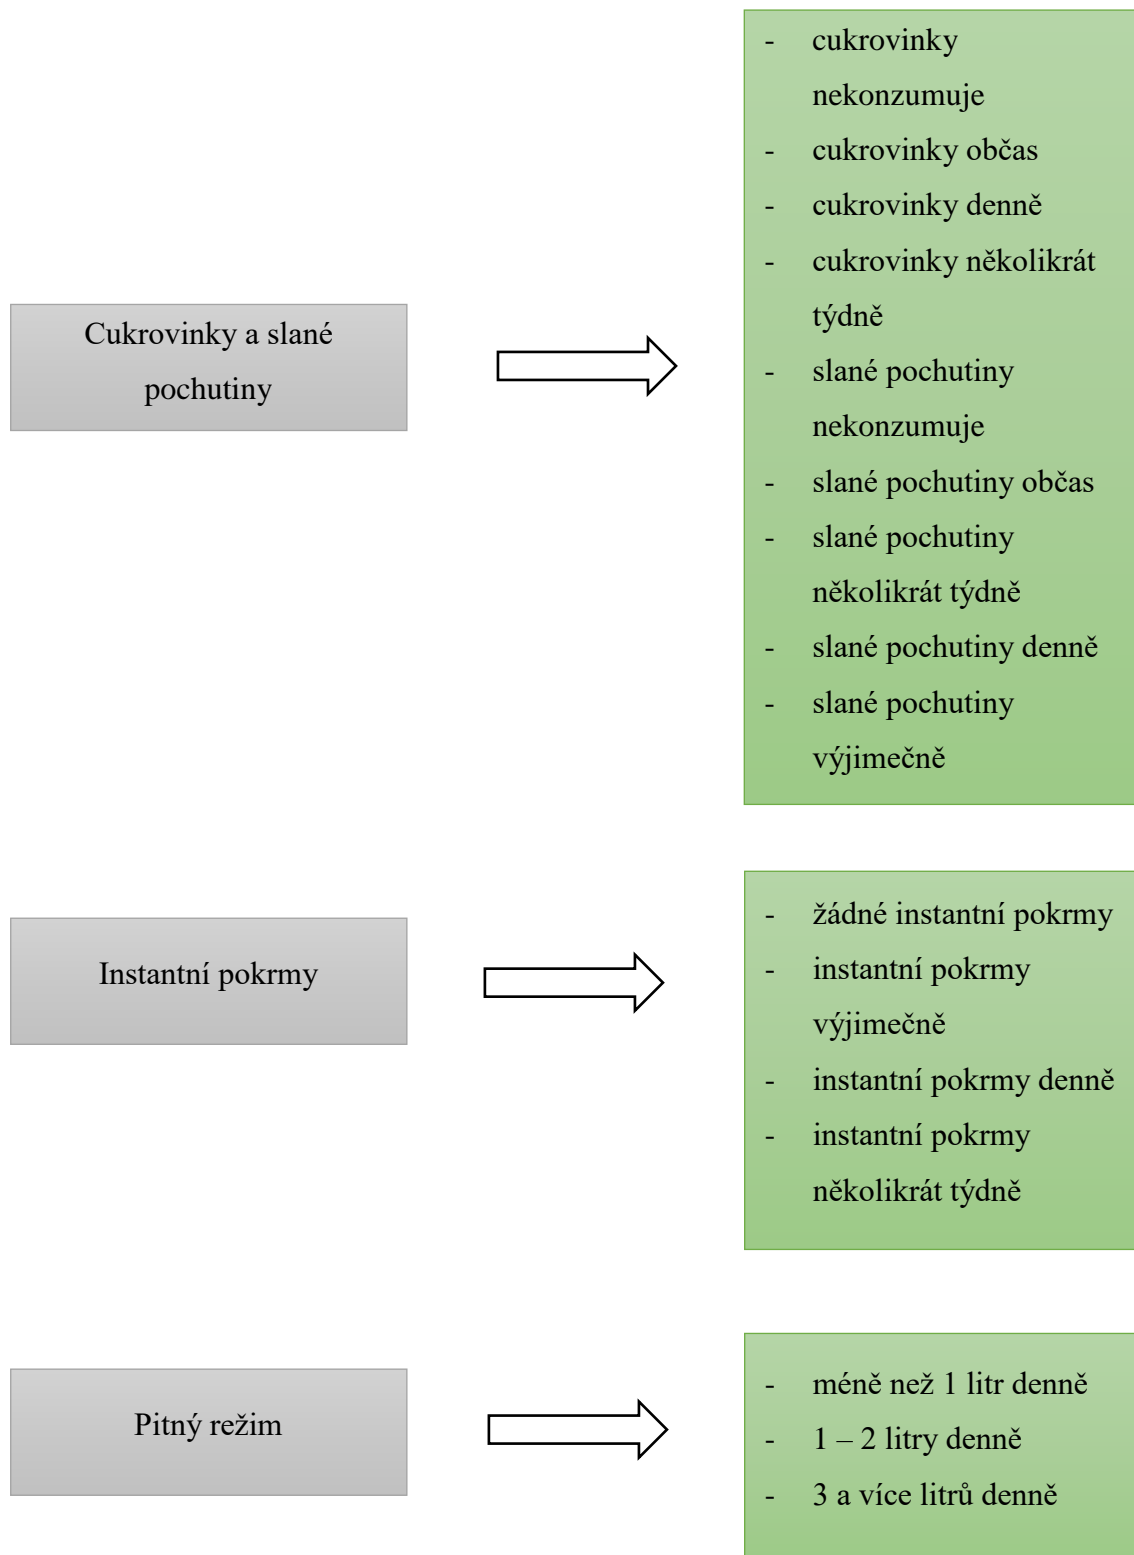 Cukrovinky a slané
pochutiny
- cukrovinky
nekonzumuje
- cukrovinky občas
- cukrovinky denně
- cukrovinky několikrát
týdně
- slané pochutiny
nekonzumuje
- slané pochutiny občas
- slané pochutiny
několikrát týdně
- slané pochutiny denně
- slané pochutiny
výjimečně
Instantní pokrmy
- žádné instantní pokrmy
- instantní pokrmy
výjimečně
- instantní pokrmy denně
- instantní pokrmy
několikrát týdně
Pitný režim
- méně než 1 litr denně
- 1 – 2 litry denně
- 3 a více litrů denně